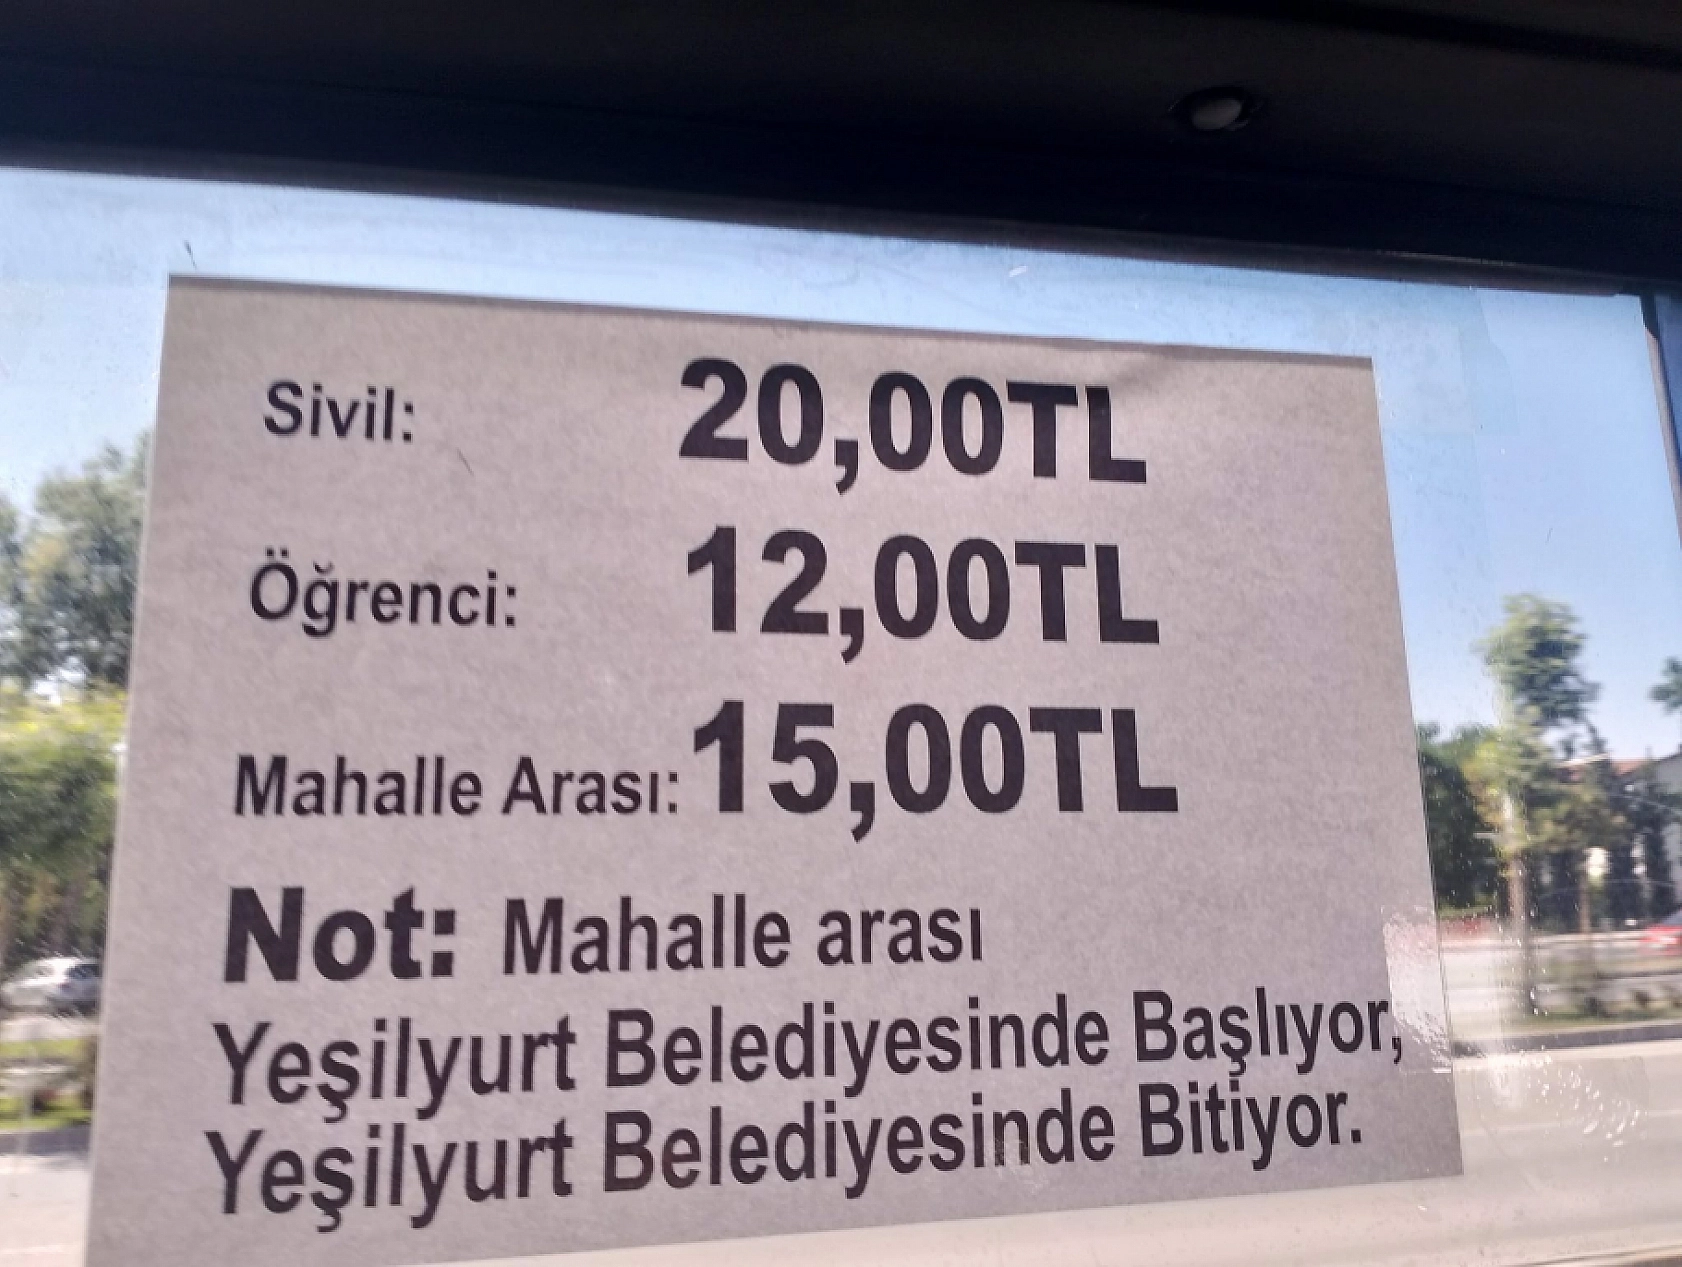 Sivil: 20,00TL
Öğrenci: 12,00TL
Mahalle Arası: 15,00TL
Not: Mahalle arası
Yeşilyurt Belediyesinde Başlıyor,
Yeşilyurt Belediyesinde Bitiyor.